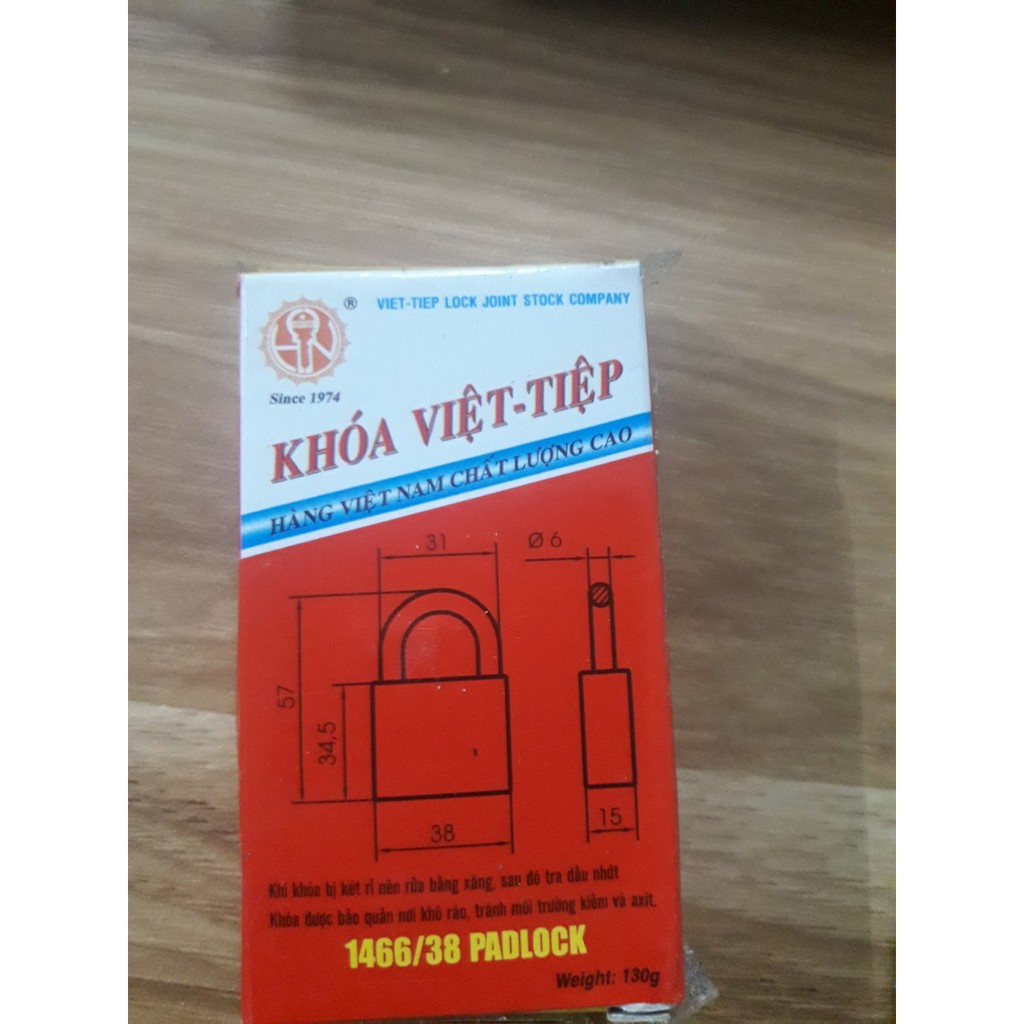 ® VIET-TIEP LOCK JOINT STOCK COMPANY
Since 1974
KHÓA VIỆT-TIỆP
HÀNG VIỆT NAM CHẤT LƯỢNG CAO
31
Ø 6
57
34,5
38
15
Khi khóa bị két rỉ nên rửa bằng xăng, sau đó tra dầu nhớt
Khóa được bảo quản nơi khô ráo, tránh môi trường kiềm và axít.
1466/38 PADLOCK
Weight: 130g